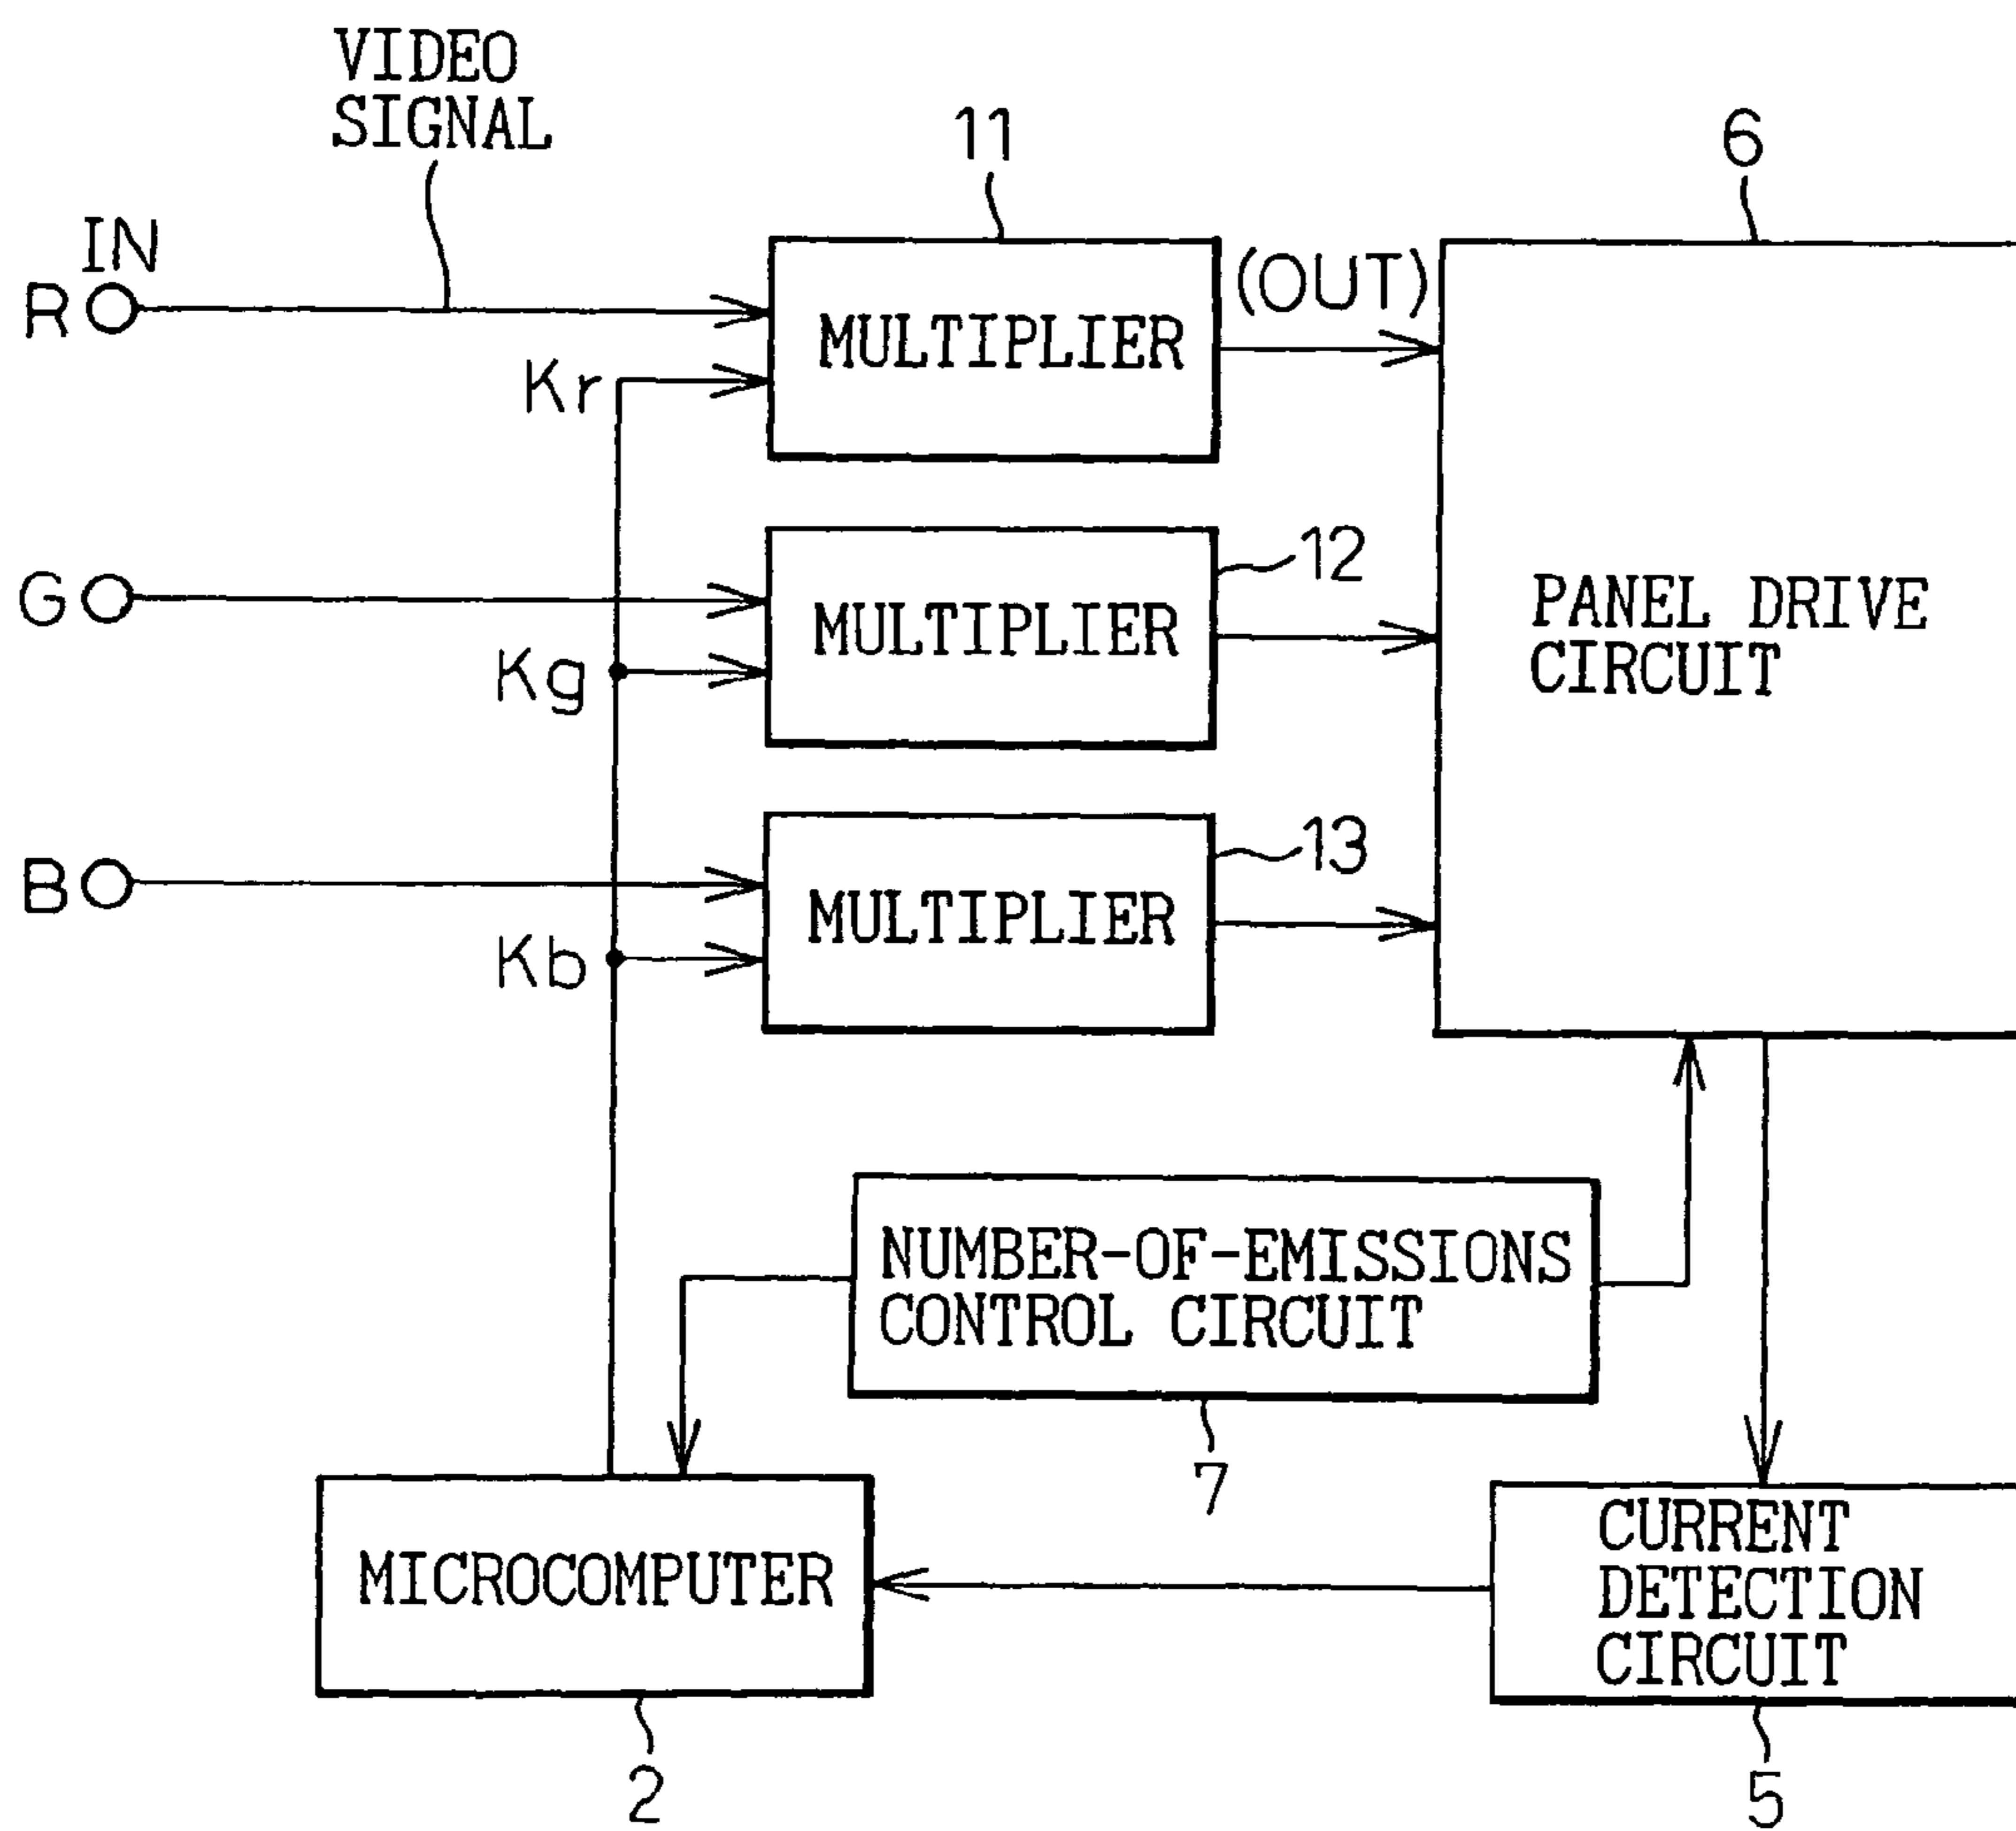 VIDEO
SIGNAL
11
6
IN
R
(OUT)
MULTIPLIER
Kr
12
G
MULTIPLIER
PANEL DRIVE
CIRCUIT
Kg
13
B
MULTIPLIER
Kb
NUMBER-OF-EMISSIONS
CONTROL CIRCUIT
7
MICROCOMPUTER
CURRENT
DETECTION
CIRCUIT
2
5